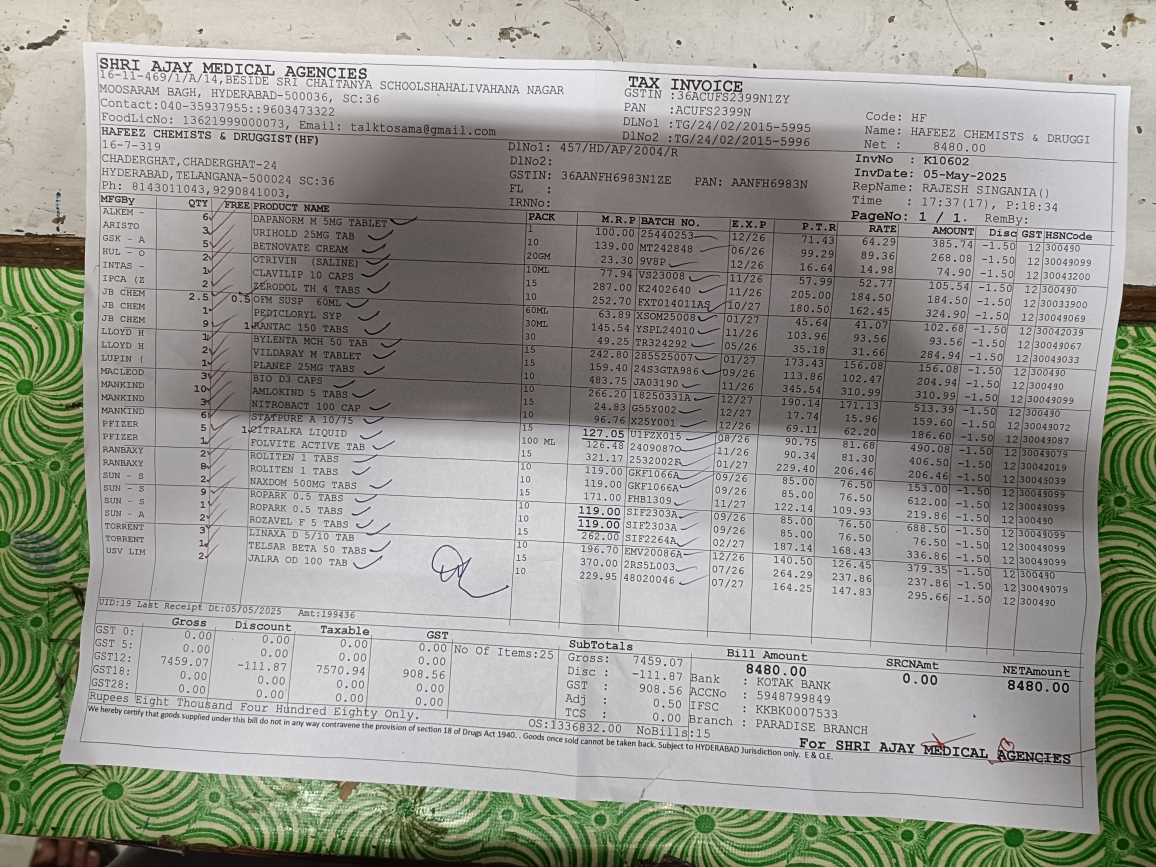 SHRI AJAY MEDICAL AGENCIES
16-11-469/1/A/14,BESIDE SRI CHAITANYA SCHOOLSHAHALIVAHANA NAGAR
MOOSARAM BAGH, HYDERABAD-500036, SC:36
Contact:040-35937955::9603473322
FoodLicNo: 13621999000073, Email: talktosama@gmail.com
TAX INVOICE
GSTIN :36ACUFS2399N1ZY
PAN :ACUFS2399N
DLNo1 :TG/24/02/2015-5995
DlNo2 :TG/24/02/2015-5996
Code: HF
Name: HAFEEZ CHEMISTS & DRUGGI
Net : 8480.00
HAFEEZ CHEMISTS & DRUGGIST(HF)
16-7-319
CHADERGHAT,CHADERGHAT-24
HYDERABAD,TELANGANA-500024 SC:36
Ph: 8143011043,9290841003,
DlNo1: 457/HD/AP/2004/R
DlNo2:
GSTIN: 36AANFH6983N1ZE PAN: AANFH6983N
FL :
IRNNo:
InvNo : K10602
InvDate: 05-May-2025
RepName: RAJESH SINGANIA()
Time : 17:37(17), P:18:34
PageNo: 1 / 1. RemBy:
MFGBY QTY FREE PRODUCT NAME PACK M.R.P BATCH NO. E.X.P P.T.R RATE AMOUNT Disc GST HSNCode
ALKEM - 6 DAPANORM M 5MG TABLET 1 100.00 25440253 12/26 71.43 64.29 385.74 -1.50 12 300490
ARISTO 3 URIHOLD 25MG TAB 10 139.00 MT242848 06/26 99.29 89.36 268.08 -1.50 12 30049099
GSK - A 5 BETNOVATE CREAM 20GM 23.30 9V8P 12/26 16.64 14.98 74.90 -1.50 12 30043200
HUL - O 2 OTRIVIN (SALINE) 10ML 77.94 VS23008 11/26 57.99 52.77 105.54 -1.50 12 300490
INTAS - 1 CLAVILIP 10 CAPS 15 287.00 K2402640 11/26 205.00 184.50 184.50 -1.50 12 30033900
IPCA (Z 2 ZERODOL TH 4 TABS 10 252.70 FXT014011AS 10/27 180.50 162.45 324.90 -1.50 12 30049069
JB CHEM 2.5 0.5 OFM SUSP 60ML 60ML 63.89 XSOM25008 01/27 45.64 41.07 102.68 -1.50 12 30042039
JB CHEM 1 PEDICLORYL SYP 30ML 145.54 YSPL24010 11/26 103.96 93.56 93.56 -1.50 12 30049067
JB CHEM 9 1 RANTAC 150 TABS 30 49.25 TR324292 05/26 35.18 31.66 284.94 -1.50 12 30049033
LLOYD H 1 BYLENTA MCH 50 TAB 15 242.80 285525007 01/27 173.43 156.08 156.08 -1.50 12 300490
LLOYD H 2 VILDARAY M TABLET 15 159.40 24S3GTA986 09/26 113.86 102.47 204.94 -1.50 12 300490
LUPIN ( 1 PLANEP 25MG TABS 10 483.75 JA03190 11/26 345.54 310.99 310.99 -1.50 12 30049099
MACLEOD 3 BIO D3 CAPS 15 266.20 18250331A 12/27 190.14 171.13 513.39 -1.50 12 300490
MANKIND 10 AMLOKIND 5 TABS 15 24.83 G55Y002 12/27 17.74 15.96 159.60 -1.50 12 30049072
MANKIND 3 NITROBACT 100 CAP 10 96.76 X25Y001 12/26 69.11 62.20 186.60 -1.50 12 30049087
MANKIND 6 STATPURE A 10/75 15 127.05 U1FZX015 08/26 90.75 81.68 490.08 -1.50 12 30049079
PFIZER 5 1 CITRALKA LIQUID 100 ML 126.48 24090870 11/26 90.34 81.30 406.50 -1.50 12 30042019
PFIZER 1 FOLVITE ACTIVE TAB 15 321.17 2532002E 01/27 229.40 206.46 206.46 -1.50 12 30045039
RANBAXY 2 ROLITEN 1 TABS 10 119.00 GKF1066A 09/26 85.00 76.50 153.00 -1.50 12 30049099
RANBAXY 8 ROLITEN 1 TABS 10 119.00 GKF1066A 09/26 85.00 76.50 612.00 -1.50 12 30049099
SUN - S 2 NAXDOM 500MG TABS 15 171.00 FHB1309 11/27 122.14 109.93 219.86 -1.50 12 300490
SUN - S 9 ROPARK 0.5 TABS 10 119.00 SIF2303A 09/26 85.00 76.50 688.50 -1.50 12 30049099
SUN - S 1 ROPARK 0.5 TABS 10 119.00 SIF2303A 09/26 85.00 76.50 76.50 -1.50 12 30049099
SUN - A 2 ROZAVEL F 5 TABS 15 262.00 SIF2264A 02/27 187.14 168.43 336.86 -1.50 12 30049099
TORRENT 3 LINAXA D 5/10 TAB 10 196.70 EMV20086A 12/26 140.50 126.45 379.35 -1.50 12 300490
TORRENT 1 TELSAR BETA 50 TABS 15 370.00 2RS5L003 07/26 264.29 237.86 237.86 -1.50 12 30049079
USV LIM 2 JALRA OD 100 TAB 10 229.95 48020046 07/27 164.25 147.83 295.66 -1.50 12 300490
UID:19 Last Receipt Dt:05/05/2025 Amt:199436
Gross Discount Taxable GST
GST 0: 0.00 0.00 0.00 0.00
GST 5: 0.00 0.00 0.00 0.00
GST12: 7459.07 -111.87 7570.94 908.56
GST18: 0.00 0.00 0.00 0.00
GST28: 0.00 0.00 0.00 0.00
No Of Items:25
SubTotals
Gross: 7459.07
Disc : -111.87
GST : 908.56
Adj : 0.50
TCS : 0.00
Bill Amount
8480.00
SRCNAmt
0.00
NETAmount
8480.00
Bank : KOTAK BANK
ACCNo : 5948799849
IFSC : KKBK0007533
Branch : PARADISE BRANCH
Rupees Eight Thousand Four Hundred Eighty Only.
OS:1336832.00 NoBills:15
We hereby certify that goods supplied under this bill do not in any way contravene the provision of section 18 of Drugs Act 1940. . Goods once sold cannot be taken back. Subject to HYDERABAD Jurisdiction only. E & O.E.
For SHRI AJAY MEDICAL AGENCIES